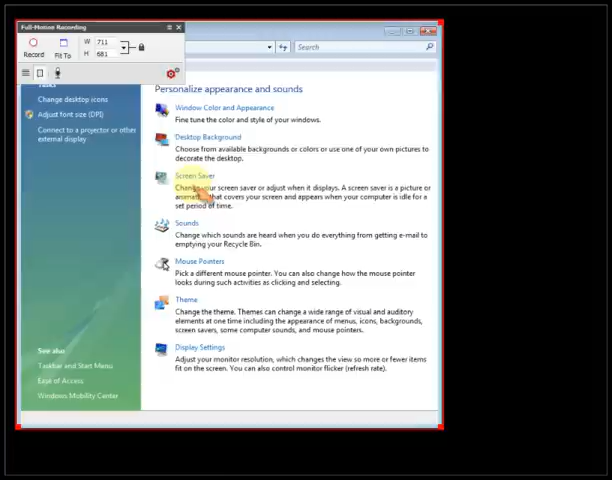 Full-Motion Recording
Record
Fit To
W 711
H 681
Search
Tasks
Change desktop icons
Adjust font size (DPI)
Connect to a projector or other
external display
See also
Taskbar and Start Menu
Ease of Access
Windows Mobility Center
Personalize appearance and sounds
Window Color and Appearance
Fine tune the color and style of your windows.
Desktop Background
Choose from available backgrounds or colors or use one of your own pictures to
decorate the desktop.
Screen Saver
Change your screen saver or adjust when it displays. A screen saver is a picture or
animation that covers your screen and appears when your computer is idle for a
set period of time.
Sounds
Change which sounds are heard when you do everything from getting e-mail to
emptying your Recycle Bin.
Mouse Pointers
Pick a different mouse pointer. You can also change how the mouse pointer
looks during such activities as clicking and selecting.
Theme
Change the theme. Themes can change a wide range of visual and auditory
elements at one time including the appearance of menus, icons, backgrounds,
screen savers, some computer sounds, and mouse pointers.
Display Settings
Adjust your monitor resolution, which changes the view so more or fewer items
fit on the screen. You can also control monitor flicker (refresh rate).